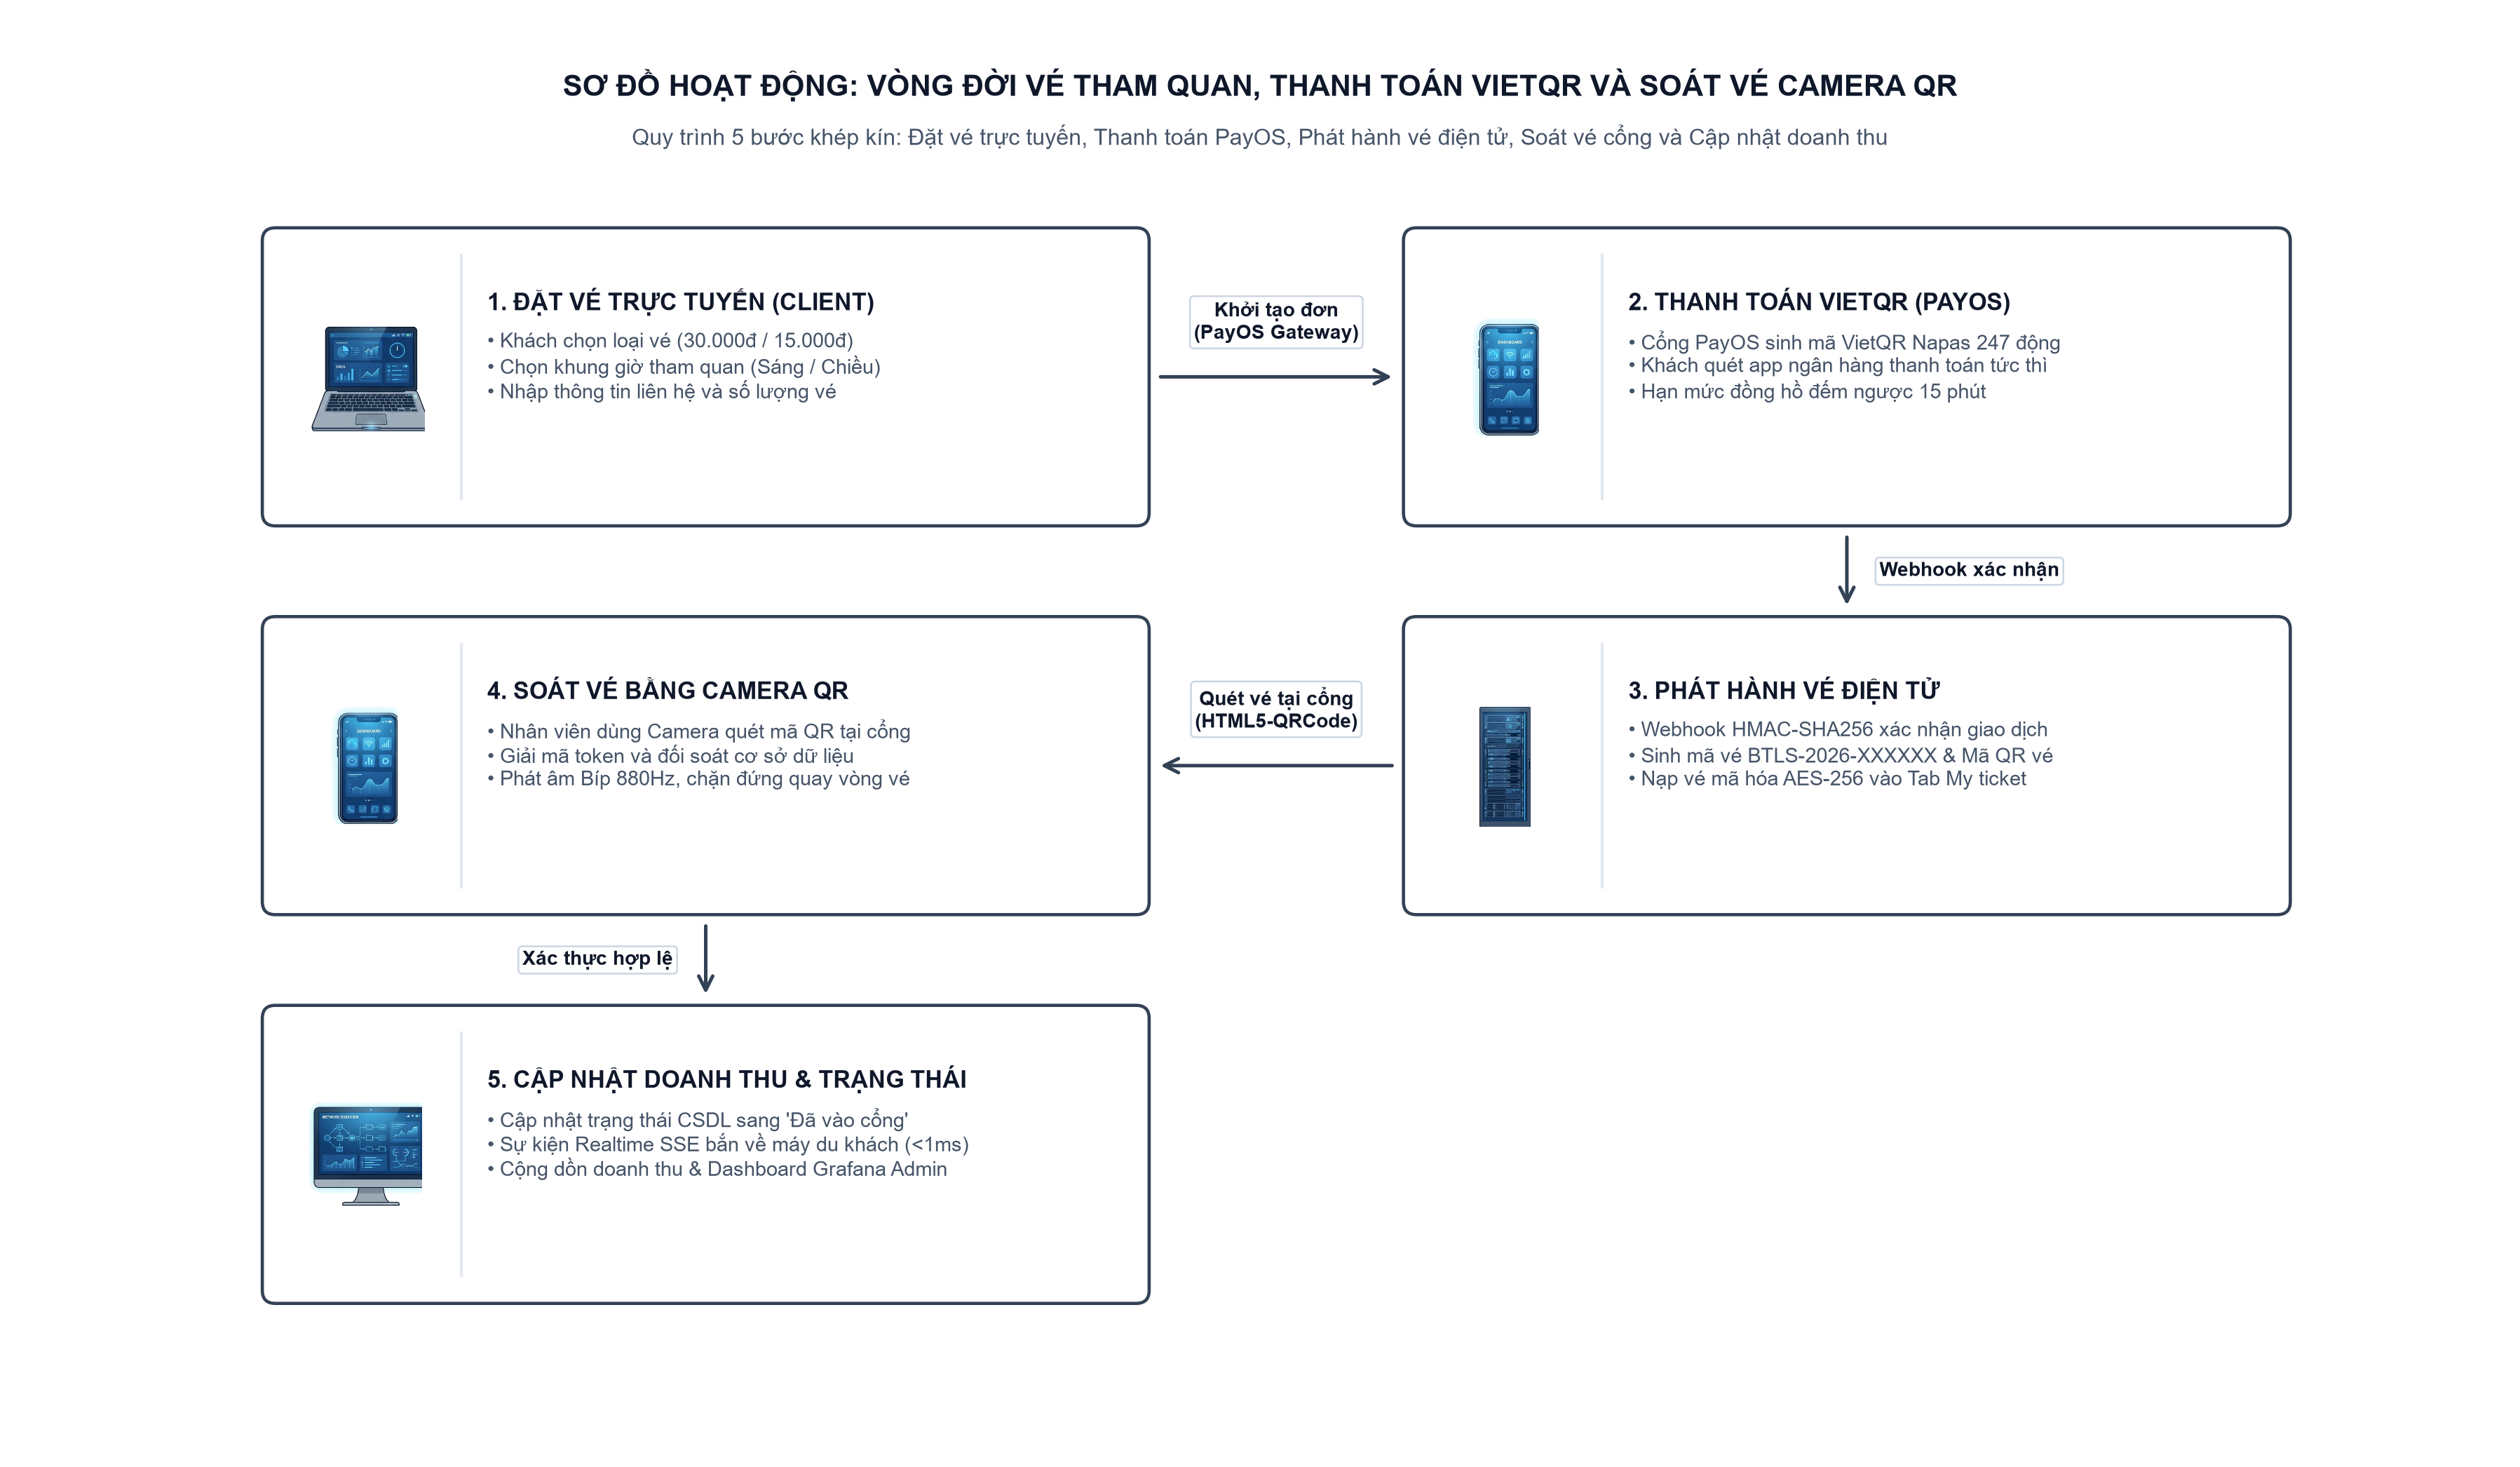 SƠ ĐỒ HOẠT ĐỘNG: VÒNG ĐỜI VÉ THAM QUAN, THANH TOÁN VIETQR VÀ SOÁT VÉ CAMERA QR
Quy trình 5 bước khép kín: Đặt vé trực tuyến, Thanh toán PayOS, Phát hành vé điện tử, Soát vé cổng và Cập nhật doanh thu
1. ĐẶT VÉ TRỰC TUYẾN (CLIENT)
• Khách chọn loại vé (30.000đ / 15.000đ)
• Chọn khung giờ tham quan (Sáng / Chiều)
• Nhập thông tin liên hệ và số lượng vé
Khởi tạo đơn
(PayOS Gateway)
2. THANH TOÁN VIETQR (PAYOS)
• Cổng PayOS sinh mã VietQR Napas 247 động
• Khách quét app ngân hàng thanh toán tức thì
• Hạn mức đồng hồ đếm ngược 15 phút
Webhook xác nhận
3. PHÁT HÀNH VÉ ĐIỆN TỬ
• Webhook HMAC-SHA256 xác nhận giao dịch
• Sinh mã vé BTLS-2026-XXXXXX & Mã QR vé
• Nạp vé mã hóa AES-256 vào Tab My ticket
Quét vé tại cổng
(HTML5-QRCode)
4. SOÁT VÉ BẰNG CAMERA QR
• Nhân viên dùng Camera quét mã QR tại cổng
• Giải mã token và đối soát cơ sở dữ liệu
• Phát âm Bíp 880Hz, chặn đứng quay vòng vé
Xác thực hợp lệ
5. CẬP NHẬT DOANH THU & TRẠNG THÁI
• Cập nhật trạng thái CSDL sang 'Đã vào cổng'
• Sự kiện Realtime SSE bắn về máy du khách (<1ms)
• Cộng dồn doanh thu & Dashboard Grafana Admin